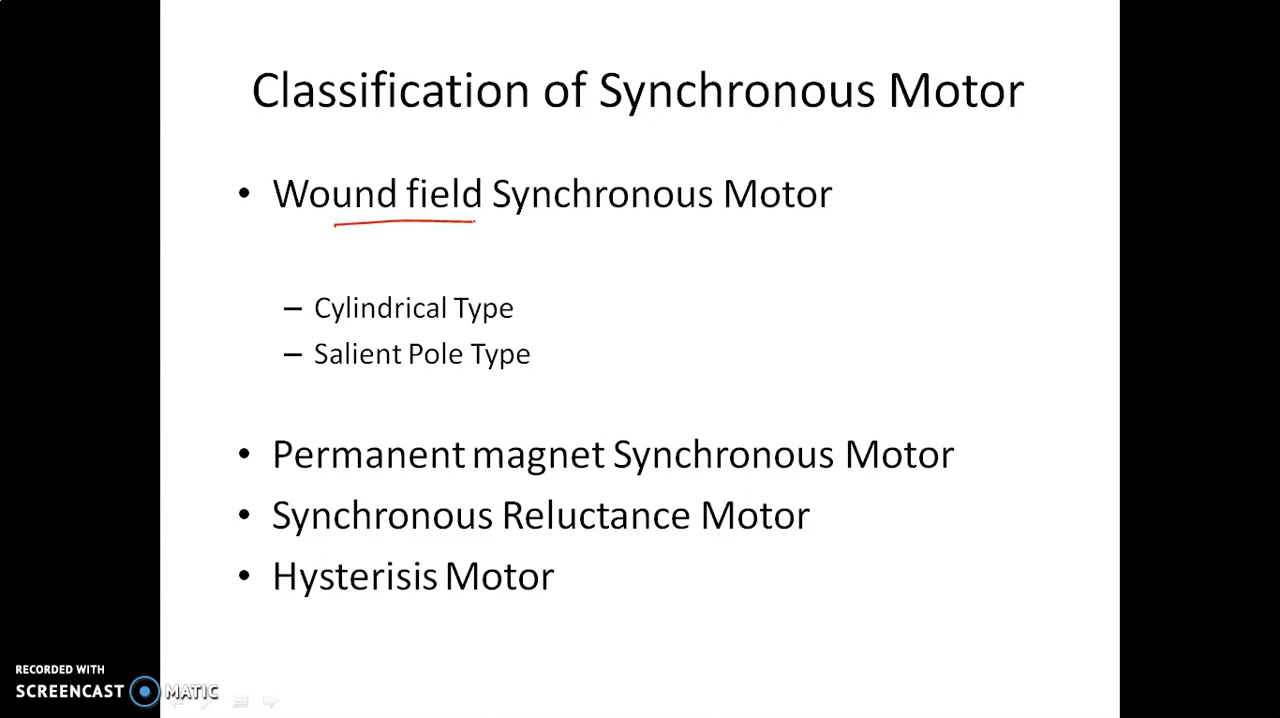 Classification of Synchronous Motor
• Wound field Synchronous Motor
– Cylindrical Type
– Salient Pole Type
• Permanent magnet Synchronous Motor
• Synchronous Reluctance Motor
• Hysterisis Motor
RECORDED WITH
SCREENCAST MATIC